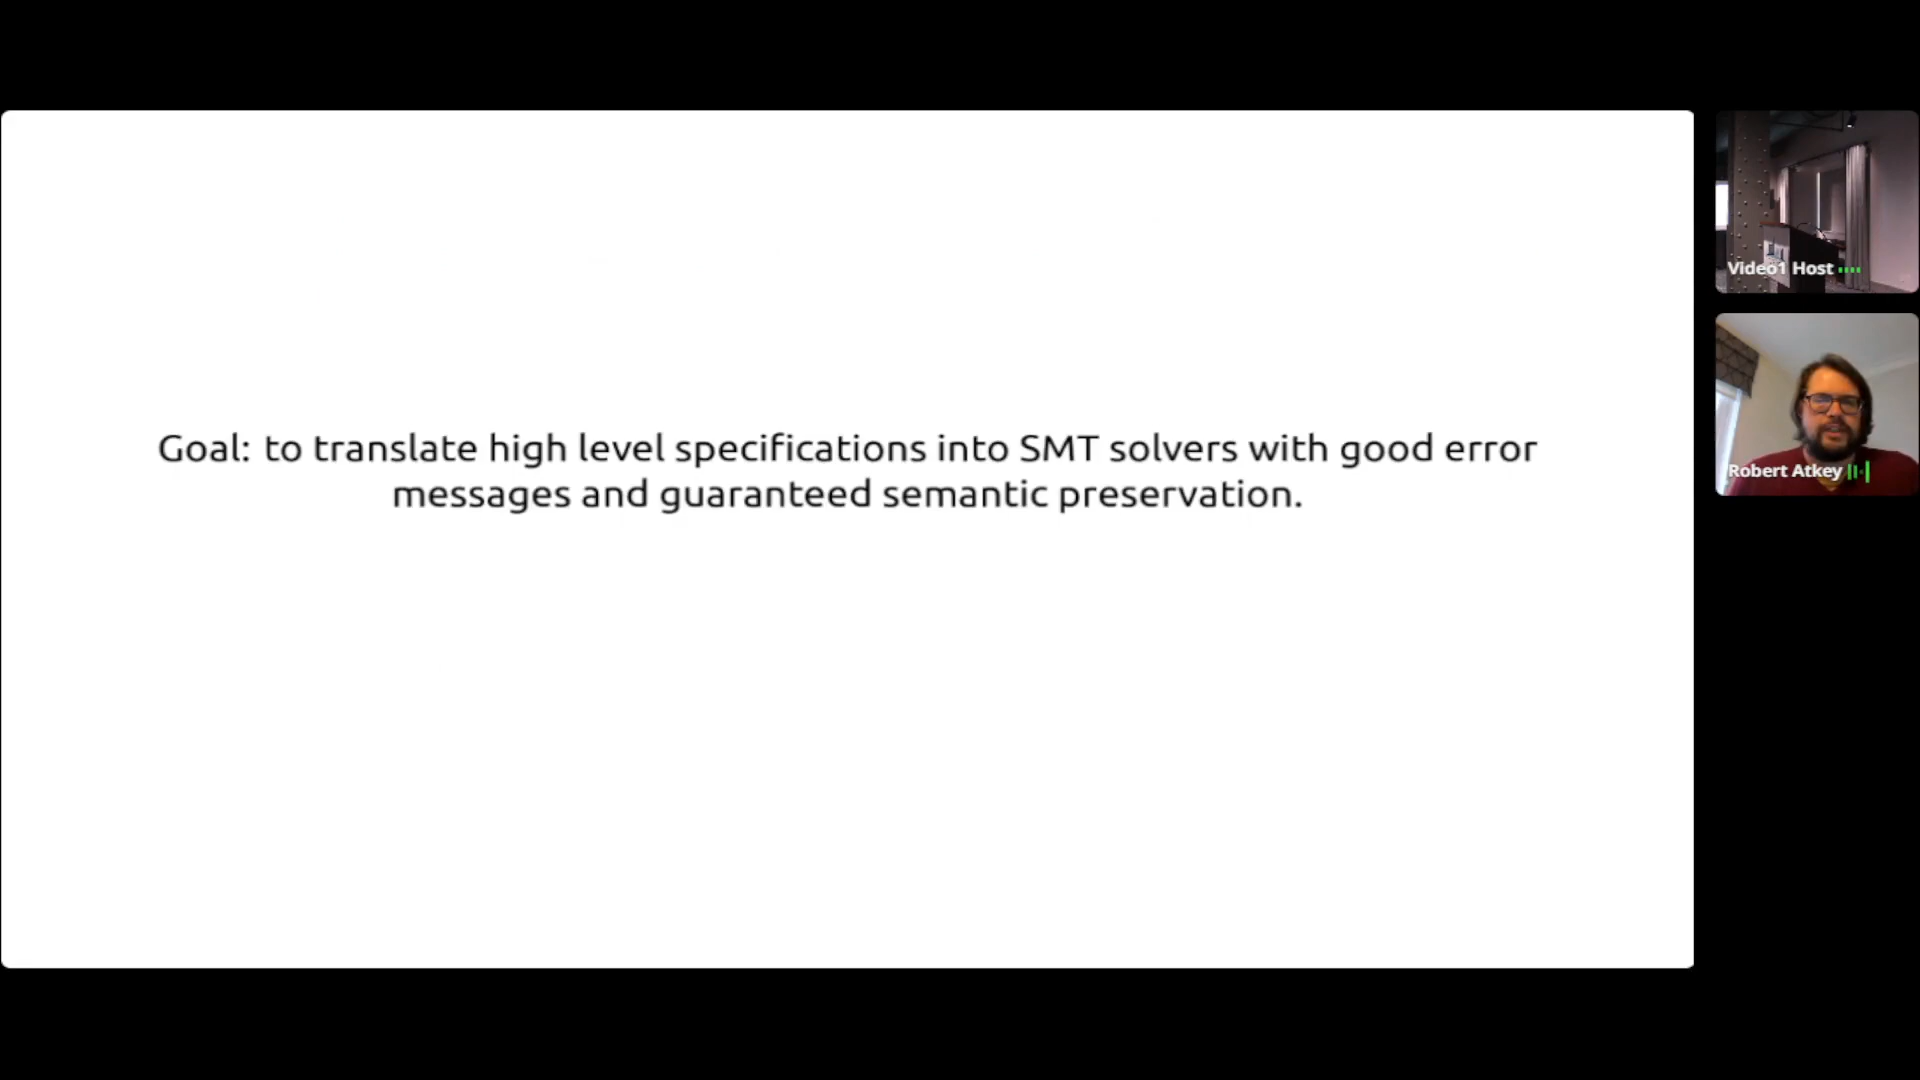 Goal: to translate high level specifications into SMT solvers with good error
messages and guaranteed semantic preservation.
Video1 Host
Robert Atkey